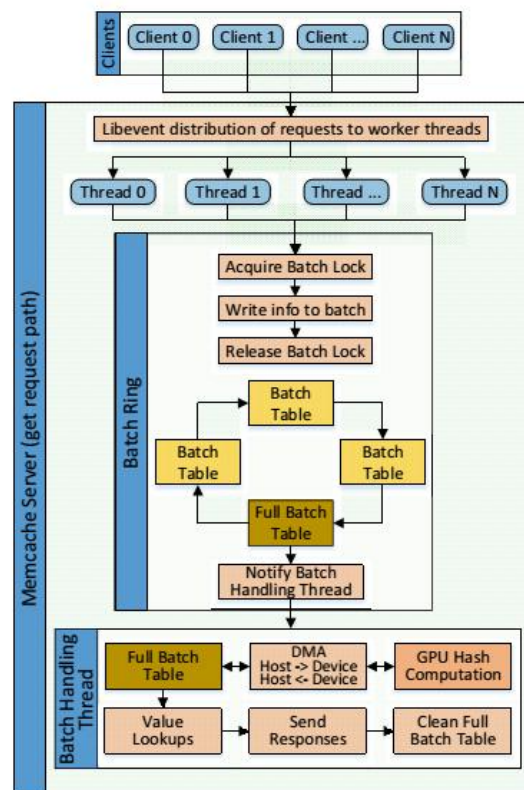 Clients
Client 0
Client 1
Client ...
Client N
Memcache Server (get request path)
Libevent distribution of requests to worker threads
Thread 0
Thread 1
Thread ...
Thread N
Batch Ring
Acquire Batch Lock
Write info to batch
Release Batch Lock
Batch
Table
Batch
Table
Batch
Table
Full Batch
Table
Notify Batch
Handling Thread
Batch Handling
Thread
Full Batch
Table
DMA
Host -> Device
Host <- Device
GPU Hash
Computation
Value
Lookups
Send
Responses
Clean Full
Batch Table